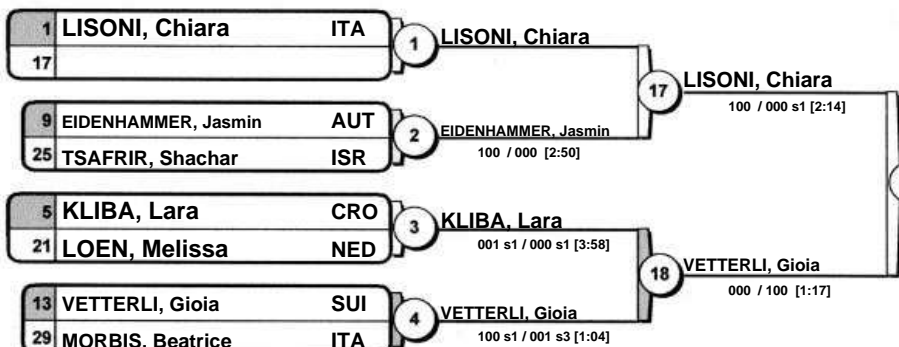 1 LISONI, Chiara ITA
17
1 LISONI, Chiara
9 EIDENHAMMER, Jasmin AUT
25 TSAFRIR, Shachar ISR
2 EIDENHAMMER, Jasmin
100 / 000 [2:50]
17 LISONI, Chiara
100 / 000 s1 [2:14]
5 KLIBA, Lara CRO
21 LOEN, Melissa NED
3 KLIBA, Lara
001 s1 / 000 s1 [3:58]
13 VETTERLI, Gioia SUI
29 MORBIS, Beatrice ITA
4 VETTERLI, Gioia
100 s1 / 001 s3 [1:04]
18 VETTERLI, Gioia
000 / 100 [1:17]